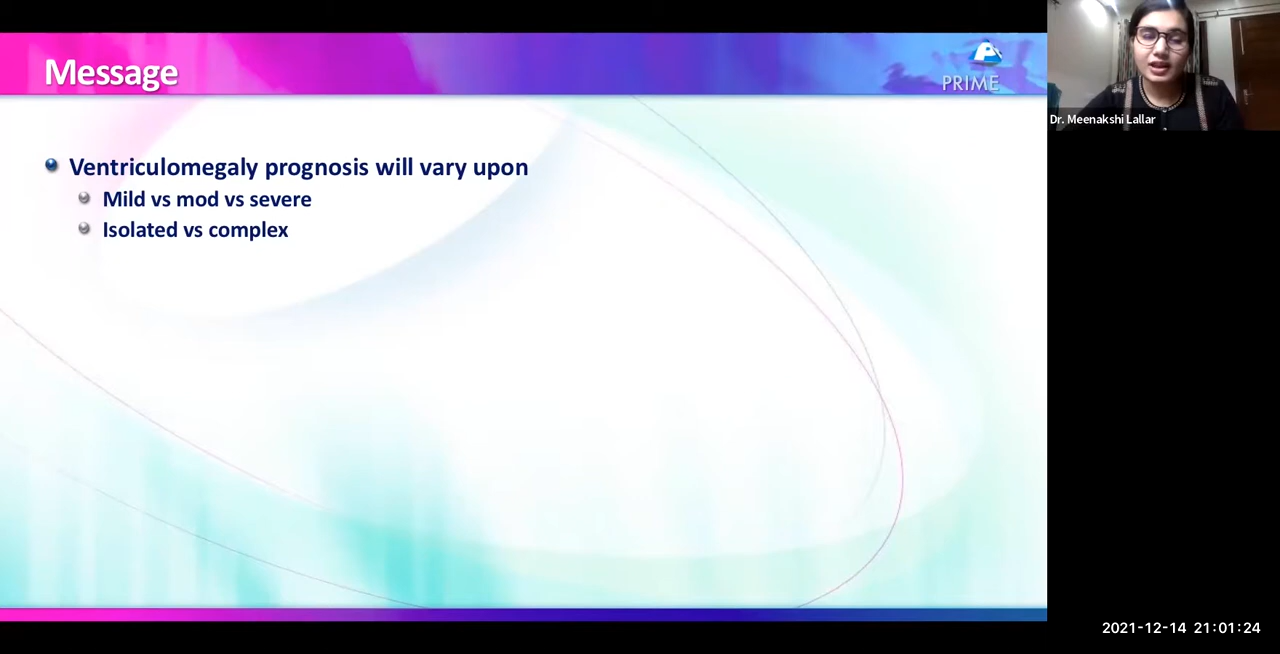 Message
PRIME
Dr. Meenakshi Lallar
Ventriculomegaly prognosis will vary upon
Mild vs mod vs severe
Isolated vs complex
2021-12-14 21:01:24